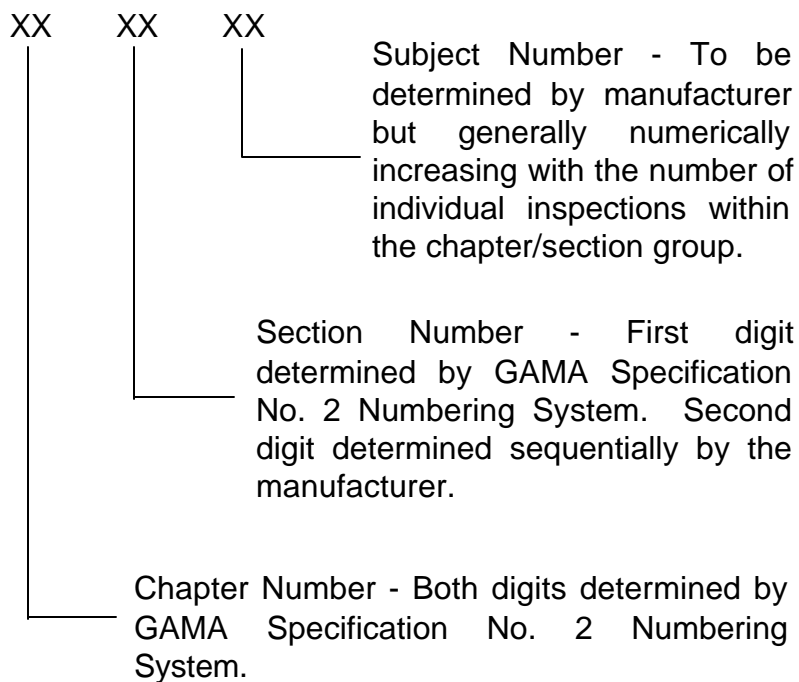 XX XX XX
Subject Number - To be
determined by manufacturer
but generally numerically
increasing with the number of
individual inspections within
the chapter/section group.
Section Number - First digit
determined by GAMA Specification
No. 2 Numbering System. Second
digit determined sequentially by the
manufacturer.
Chapter Number - Both digits determined by
GAMA Specification No. 2 Numbering
System.